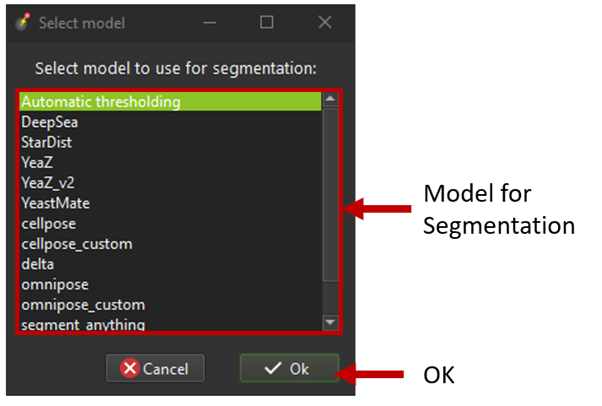 Select model
Select model to use for segmentation:
Automatic thresholding
DeepSea
StarDist
YeaZ
YeaZ_v2
YeastMate
cellpose
cellpose_custom
delta
omnipose
omnipose_custom
segment_anything
Model for
Segmentation
Cancel
Ok
OK